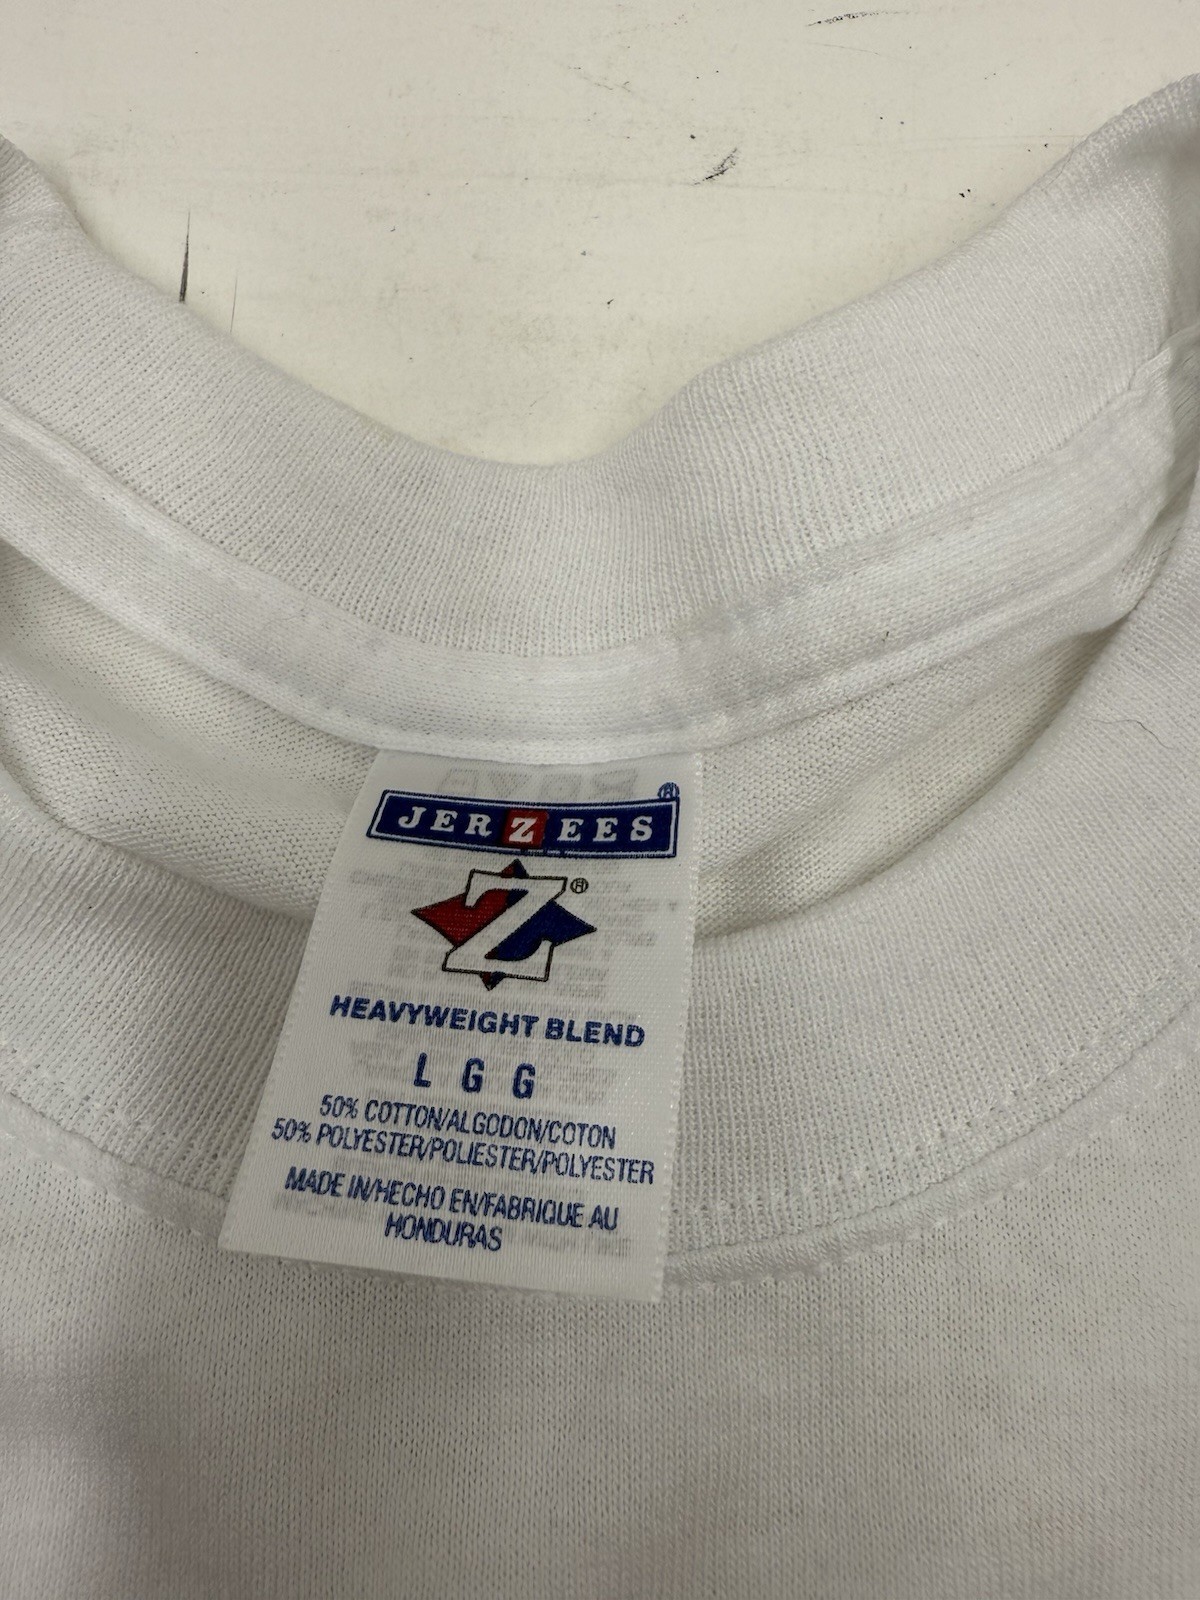 JERZEES®
Z®
HEAVYWEIGHT BLEND
L G G
50% COTTON/ALGODON/COTON
50% POLYESTER/POLIESTER/POLYESTER
MADE IN/HECHO EN/FABRIQUE AU
HONDURAS